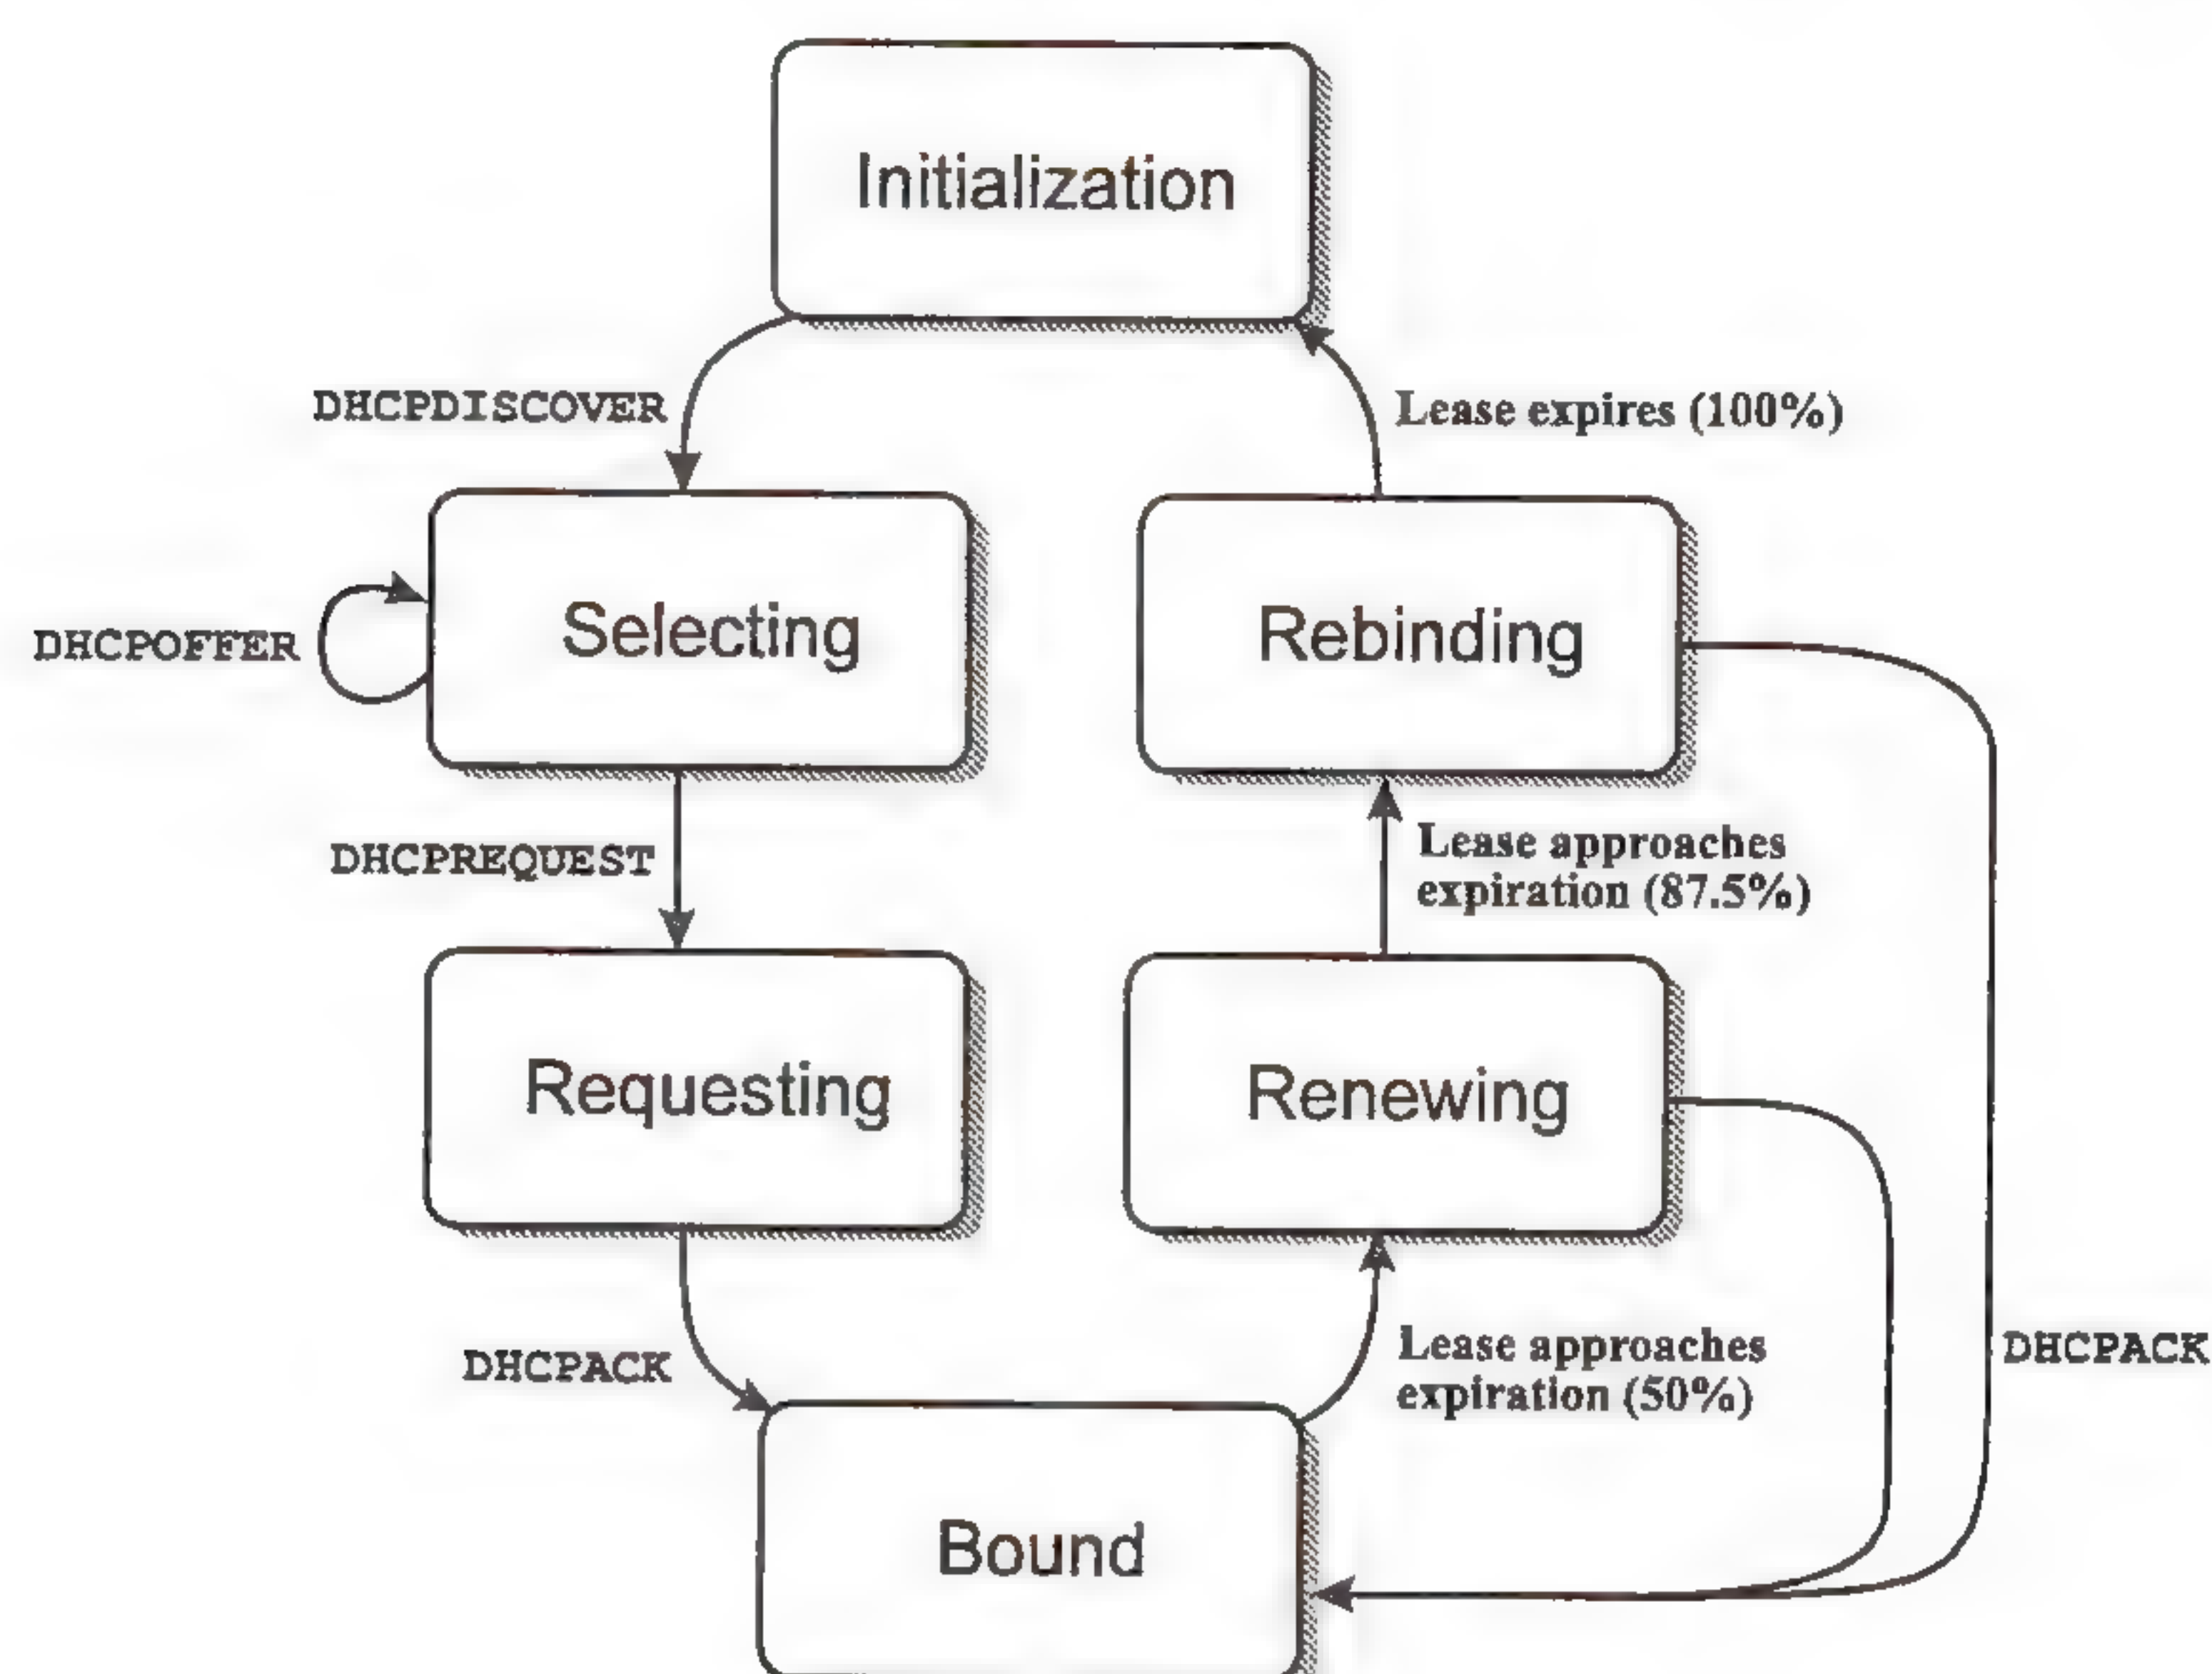 Initialization
DHCPDISCOVER
Lease expires (100%)
Selecting
Rebinding
DHCPOFFER
DHCPREQUEST
Lease approaches
expiration (87.5%)
Requesting
Renewing
DHCPACK
Lease approaches
expiration (50%)
DHCPACK
Bound